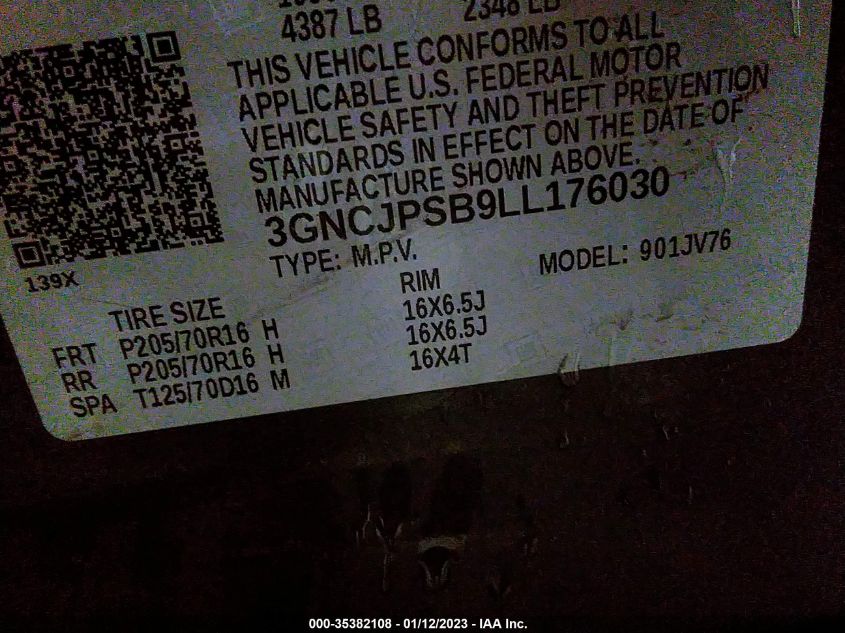 4387 LB 2348 LB
THIS VEHICLE CONFORMS TO ALL
APPLICABLE U.S. FEDERAL MOTOR
VEHICLE SAFETY AND THEFT PREVENTION
STANDARDS IN EFFECT ON THE DATE OF
MANUFACTURE SHOWN ABOVE.
3GNCJPSB9LL176030
TYPE: M.P.V. MODEL: 901JV76
139X
TIRE SIZE RIM
FRT P205/70R16 H 16X6.5J
RR P205/70R16 H 16X6.5J
SPA T125/70D16 M 16X4T
000-35382108 - 01/12/2023 - IAA Inc.